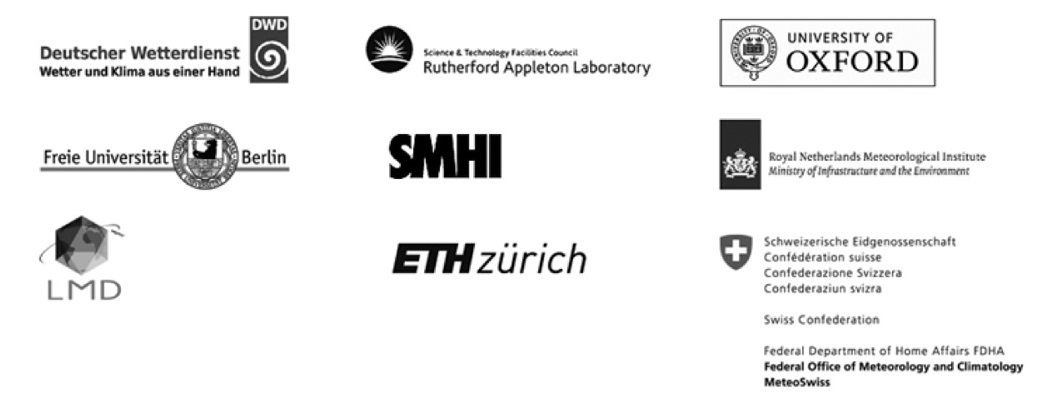 DWD
Deutscher Wetterdienst
Wetter und Klima aus einer Hand
Science & Technology Facilities Council
Rutherford Appleton Laboratory
UNIVERSITY OF
OXFORD
Freie Universität Berlin
SMHI
Royal Netherlands Meteorological Institute
Ministry of Infrastructure and the Environment
LMD
ETH zürich
Schweizerische Eidgenossenschaft
Confédération suisse
Confederazione Svizzera
Confederaziun svizra
Swiss Confederation
Federal Department of Home Affairs FDHA
Federal Office of Meteorology and Climatology
MeteoSwiss